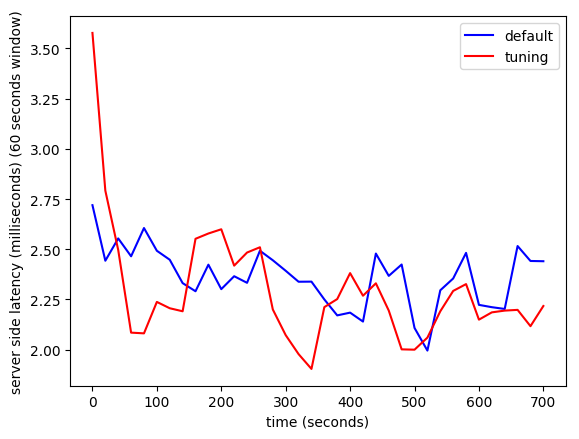 server side latency (milliseconds) (60 seconds window)
3.50
3.25
3.00
2.75
2.50
2.25
2.00
default
tuning
0 100 200 300 400 500 600 700
time (seconds)